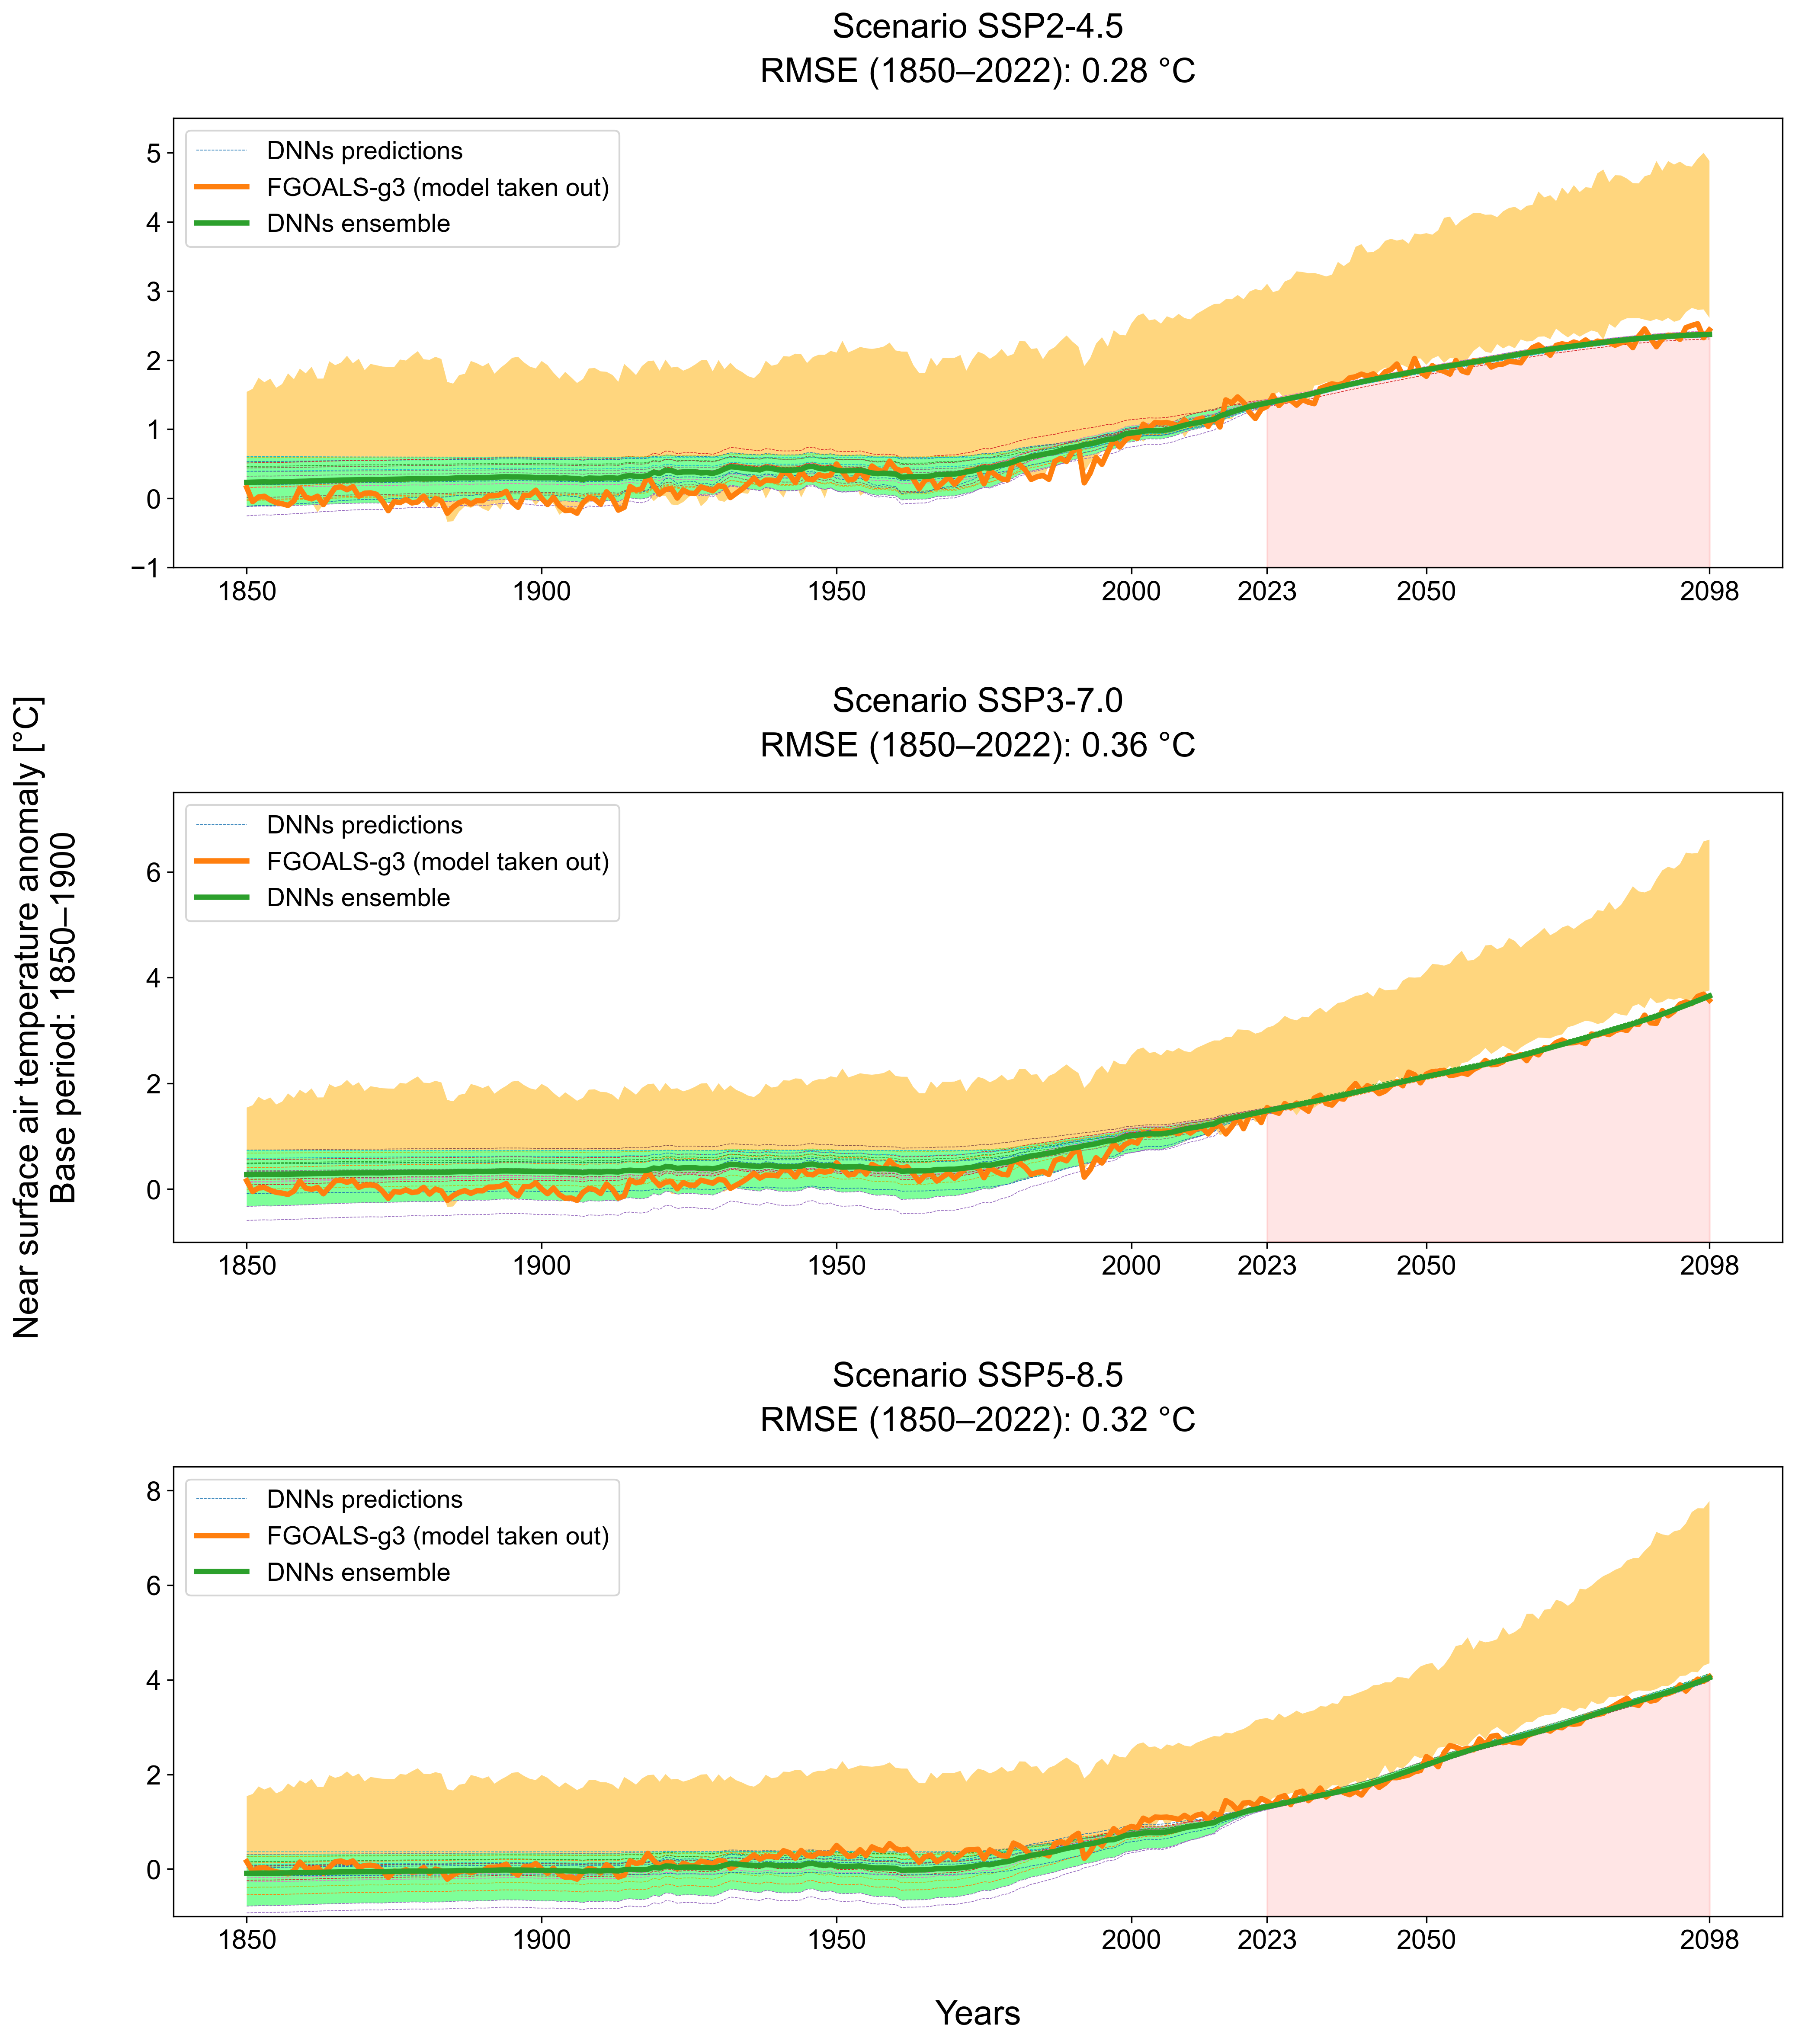 Scenario SSP2-4.5
RMSE (1850–2022): 0.28 °C
DNNs predictions
FGOALS-g3 (model taken out)
DNNs ensemble
5
4
3
2
1
0
−1
1850 1900 1950 2000 2023 2050 2098
Near surface air temperature anomaly [°C]
Base period: 1850–1900
Scenario SSP3-7.0
RMSE (1850–2022): 0.36 °C
DNNs predictions
FGOALS-g3 (model taken out)
DNNs ensemble
6
4
2
0
1850 1900 1950 2000 2023 2050 2098
Scenario SSP5-8.5
RMSE (1850–2022): 0.32 °C
DNNs predictions
FGOALS-g3 (model taken out)
DNNs ensemble
8
6
4
2
0
1850 1900 1950 2000 2023 2050 2098
Years